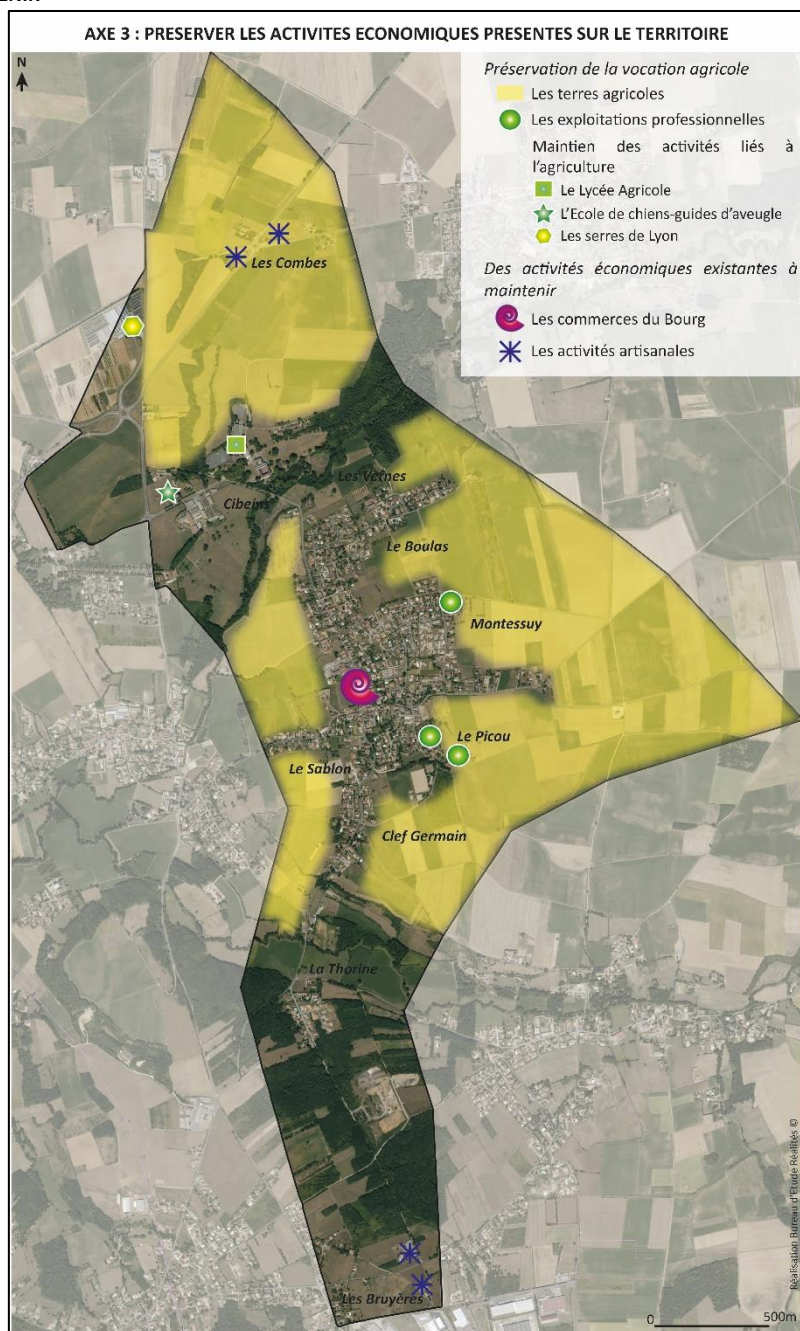 AXE 3 : PRESERVER LES ACTIVITES ECONOMIQUES PRESENTES SUR LE TERRITOIRE
N
Préservation de la vocation agricole
Les terres agricoles
Les exploitations professionnelles
Maintien des activités liés à
l'agriculture
Le Lycée Agricole
L'Ecole de chiens-guides d'aveugle
Les serres de Lyon
Des activités économiques existantes à
maintenir
Les commerces du Bourg
Les activités artisanales
Les Combes
Les Vernes
Cibeins
Le Boulas
Montessuy
Le Picou
Le Sablon
Clef Germain
La Thorine
Les Bruyères
Réalisation Bureau d'Etude Réalités ©
0 500m